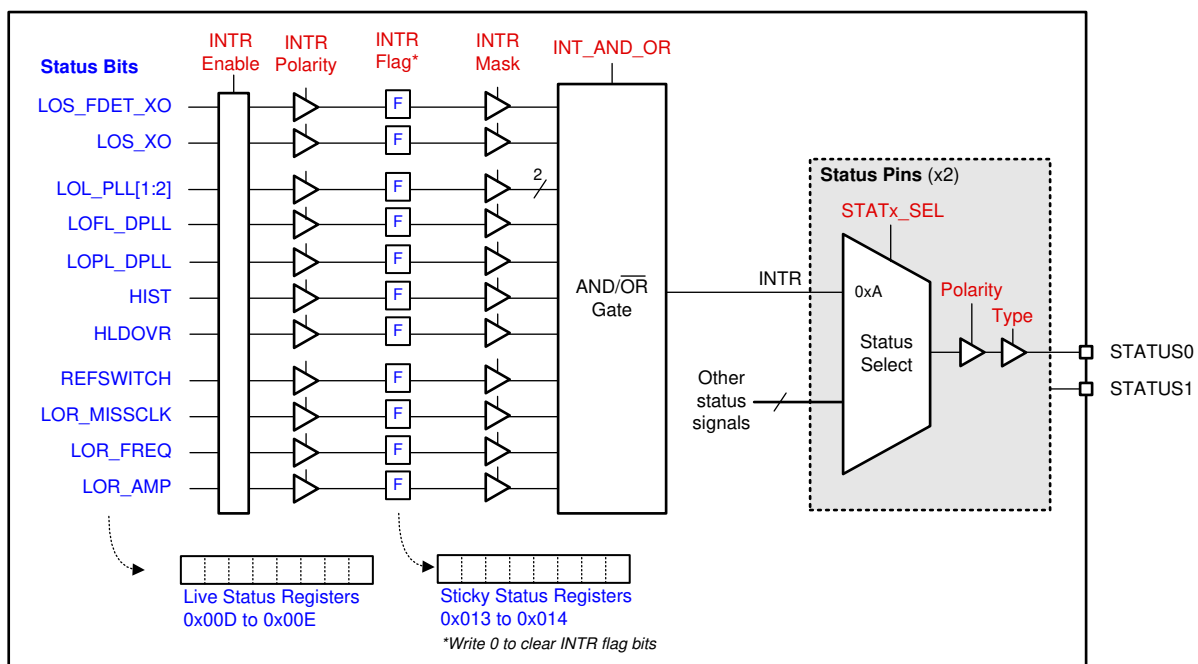 INTR
Enable
INTR
Polarity
INTR
Flag*
INTR
Mask
INT_AND_OR
Status Bits
LOS_FDET_XO
F
LOS_XO
F
LOL_PLL[1:2]
F
2
LOFL_DPLL
F
LOPL_DPLL
F
HIST
F
HLDOVR
F
REFSWITCH
F
LOR_MISSCLK
F
LOR_FREQ
F
LOR_AMP
F
AND/OR
Gate
INTR
Status Pins (x2)
STATx_SEL
0xA
Status
Select
Polarity
Type
STATUS0
STATUS1
Other
status
signals
Live Status Registers
0x00D to 0x00E
Sticky Status Registers
0x013 to 0x014
*Write 0 to clear INTR flag bits